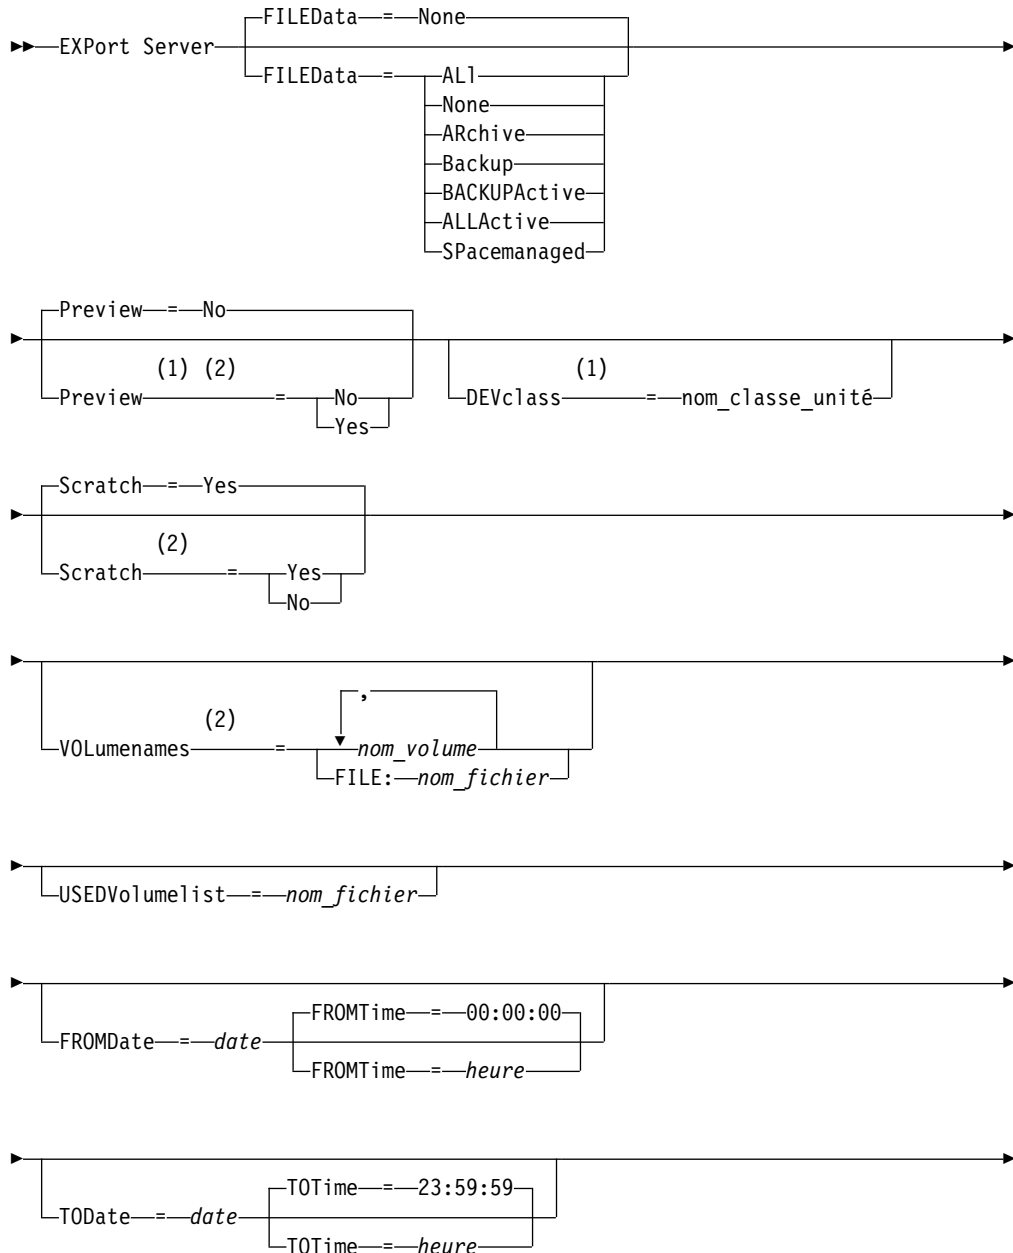 FILEData = None
EXPort Server
FILEData = ALl
None
ARchive
Backup
BACKUPActive
ALLActive
SPacemanaged
Preview = No
(1) (2)
Preview = No
Yes
(1)
DEVclass = nom_classe_unité
Scratch = Yes
(2)
Scratch = Yes
No
,
(2)
VOLumenames = nom_volume
FILE: nom_fichier
USEDVolumelist = nom_fichier
FROMTime = 00:00:00
FROMDate = date
FROMTime = heure
TOTime = 23:59:59
TODate = date
TOTime = heure